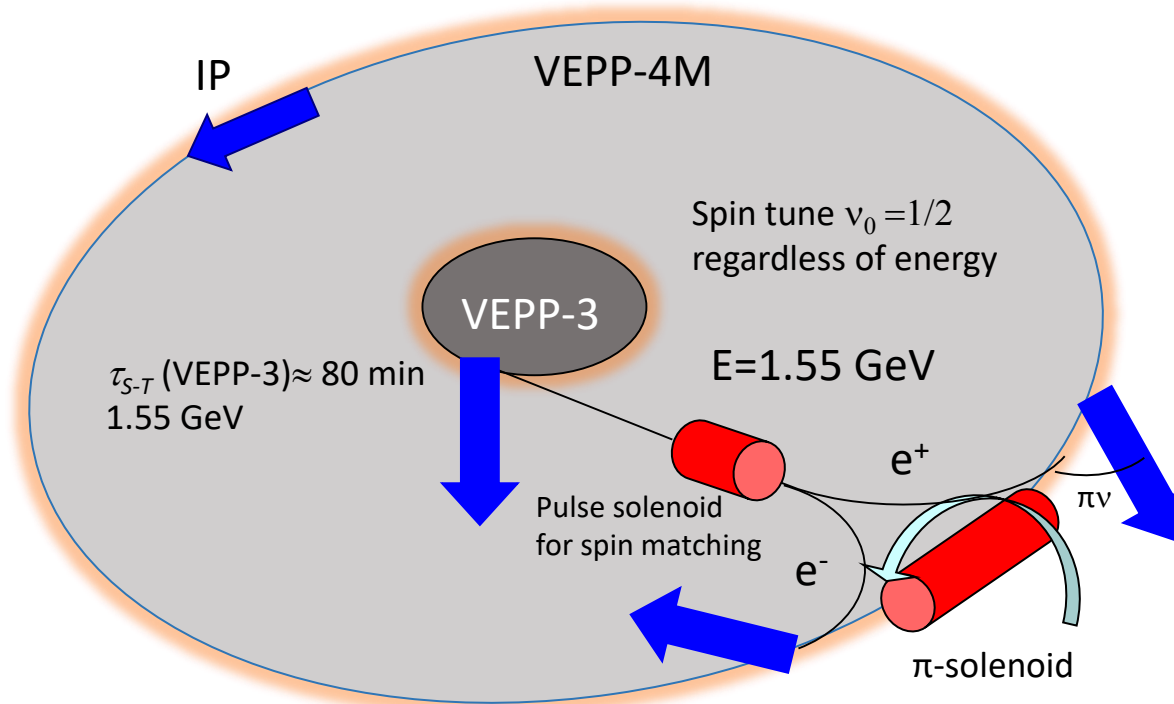 IP
VEPP-4M
Spin tune ν₀ =1/2
regardless of energy
VEPP-3
τS-T (VEPP-3)≈ 80 min
1.55 GeV
E=1.55 GeV
e⁺
πν
Pulse solenoid
for spin matching
e⁻
π-solenoid